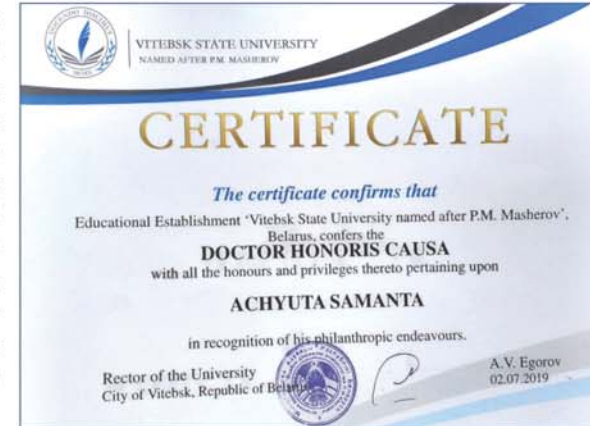 VITEBSK STATE UNIVERSITY
NAMED AFTER P.M. MASHEROV
CERTIFICATE
The certificate confirms that
Educational Establishment 'Vitebsk State University named after P.M. Masherov',
Belarus, confers the
DOCTOR HONORIS CAUSA
with all the honours and privileges thereto pertaining upon
ACHYUTA SAMANTA
in recognition of his philanthropic endeavours.
Rector of the University
A.V. Egorov
City of Vitebsk, Republic of Belarus
02.07.2019